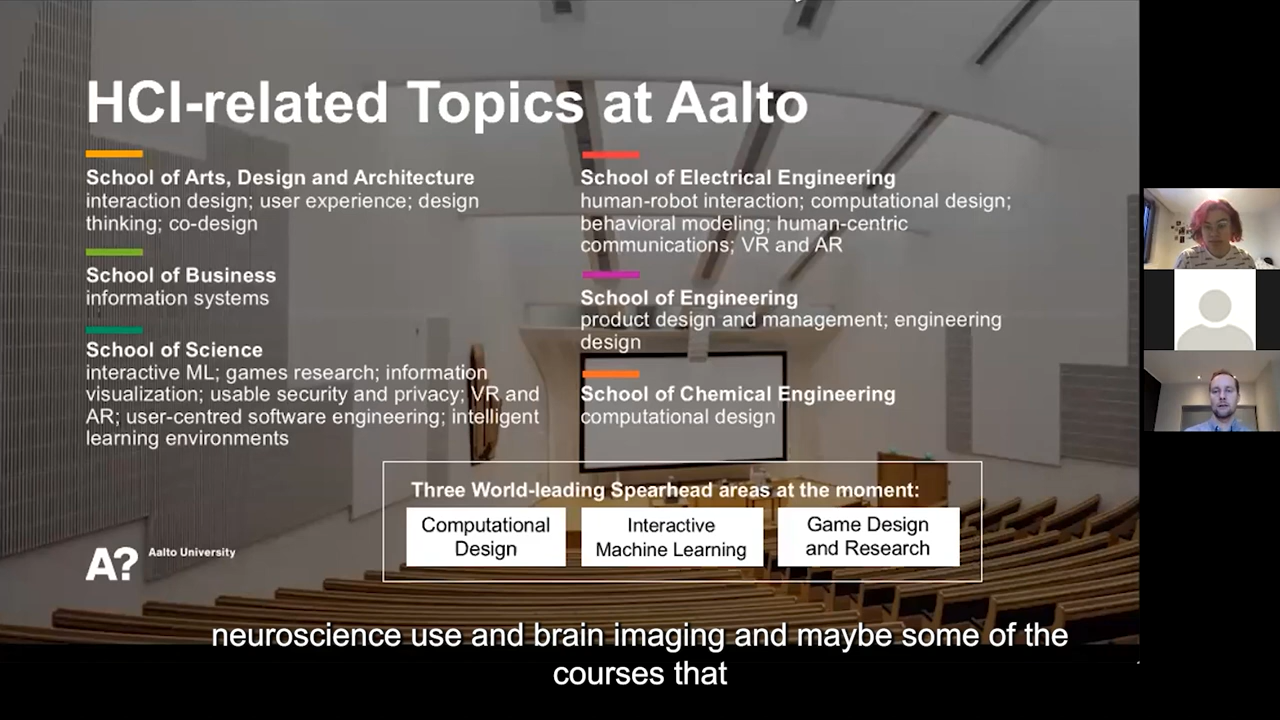 HCI-related Topics at Aalto
School of Arts, Design and Architecture
interaction design; user experience; design
thinking; co-design
School of Business
information systems
School of Science
interactive ML; games research; information
visualization; usable security and privacy; VR and
AR; user-centred software engineering; intelligent
learning environments
School of Electrical Engineering
human-robot interaction; computational design;
behavioral modeling; human-centric
communications; VR and AR
School of Engineering
product design and management; engineering
design
School of Chemical Engineering
computational design
Three World-leading Spearhead areas at the moment:
Computational
Design
Interactive
Machine Learning
Game Design
and Research
A?
Aalto University
neuroscience use and brain imaging and maybe some of the
courses that